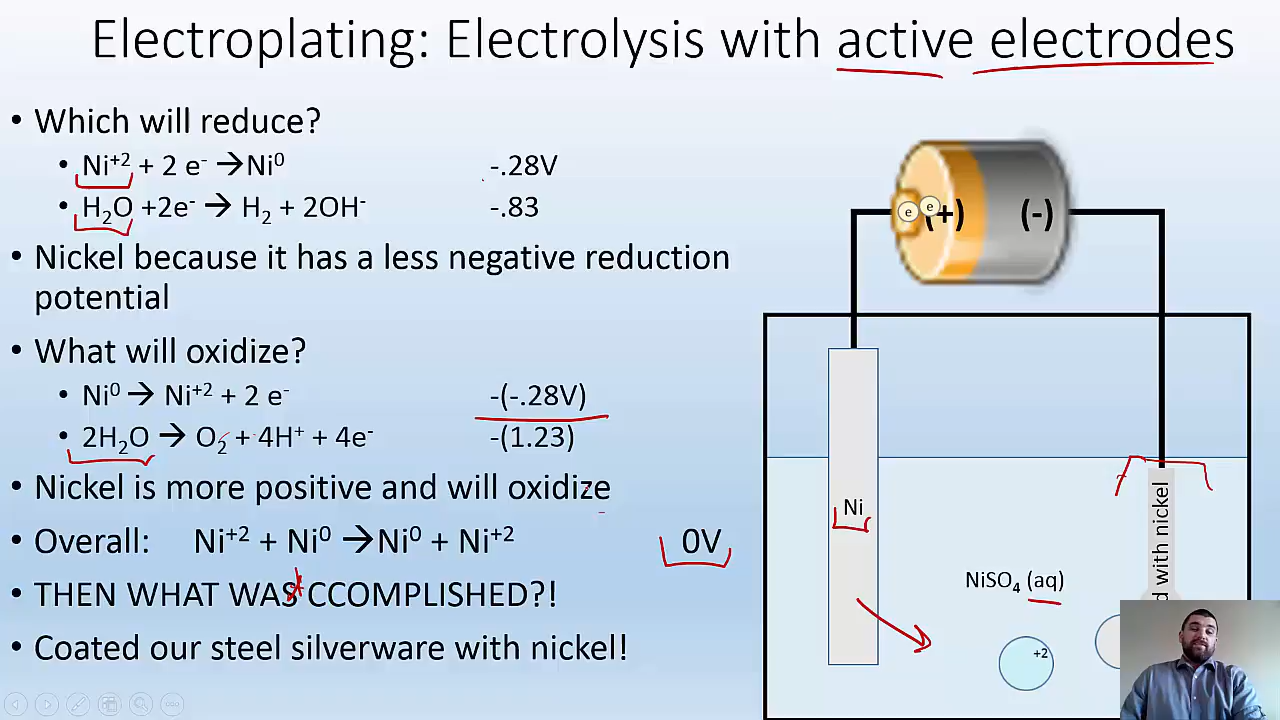 Electroplating: Electrolysis with active electrodes
• Which will reduce?
• Ni⁺² + 2 e⁻ →Ni⁰ -.28V
• H₂O +2e⁻ → H₂ + 2OH⁻ -.83
• Nickel because it has a less negative reduction
potential
• What will oxidize?
• Ni⁰ → Ni⁺² + 2 e⁻ -(-.28V)
• 2H₂O → O₂ + 4H⁺ + 4e⁻ -(1.23)
• Nickel is more positive and will oxidize
• Overall: Ni⁺² + Ni⁰ →Ni⁰ + Ni⁺² 0V
• THEN WHAT WAS CCOMPLISHED?!
• Coated our steel silverware with nickel!
e e (+) (-)
Ni
NiSO₄ (aq)
with nickel
+2